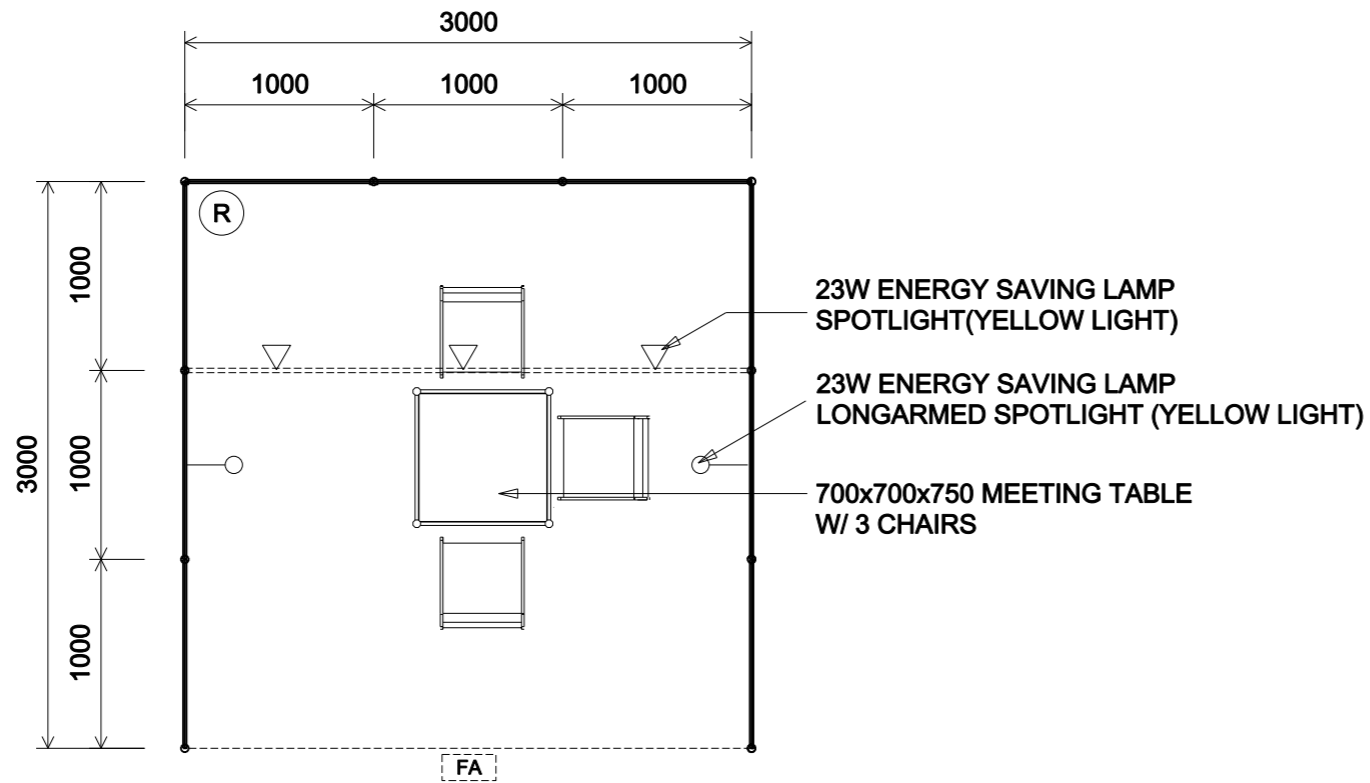 3000
1000 1000 1000
R
1000
3000
1000
1000
23W ENERGY SAVING LAMP
SPOTLIGHT(YELLOW LIGHT)
23W ENERGY SAVING LAMP
LONGARMED SPOTLIGHT (YELLOW LIGHT)
700x700x750 MEETING TABLE
W/ 3 CHAIRS
FA